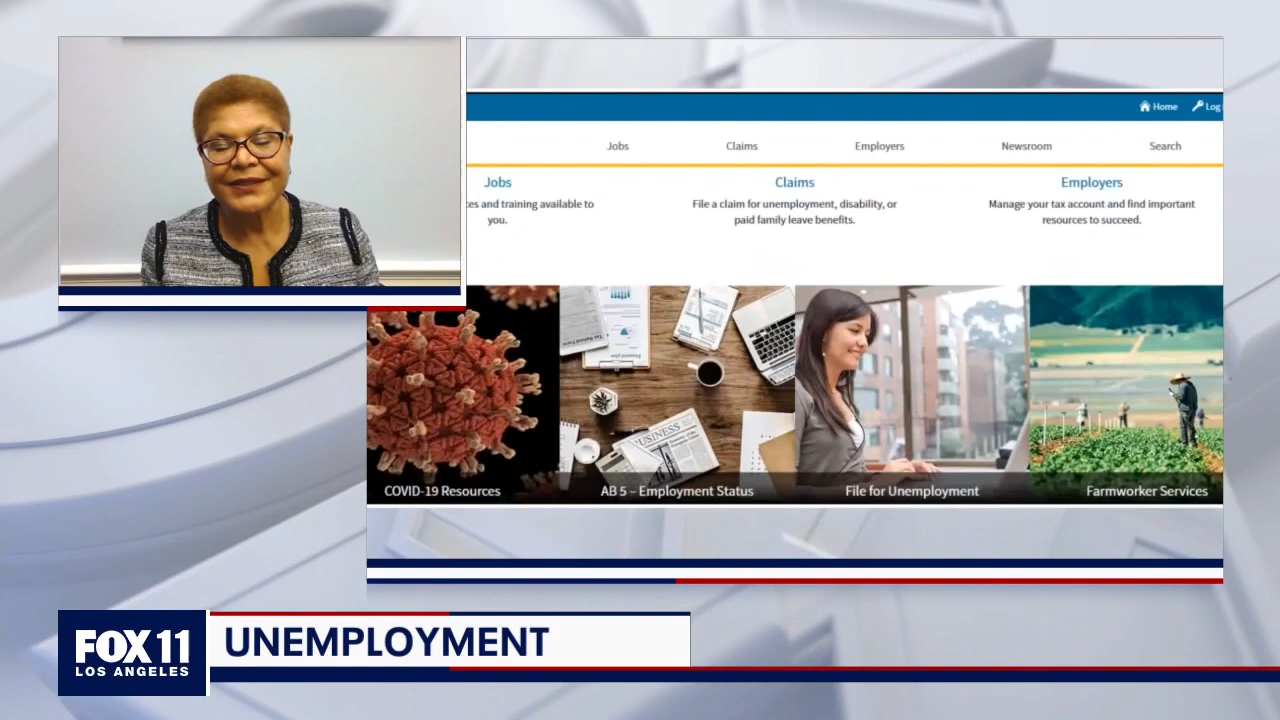 Home
Log
Jobs
Claims
Employers
Newsroom
Search
Jobs
and training available to
you.
Claims
File a claim for unemployment, disability, or
paid family leave benefits.
Employers
Manage your tax account and find important
resources to succeed.
BUSINESS
COVID-19 Resources
AB 5 – Employment Status
File for Unemployment
Farmworker Services
FOX 11
LOS ANGELES
UNEMPLOYMENT